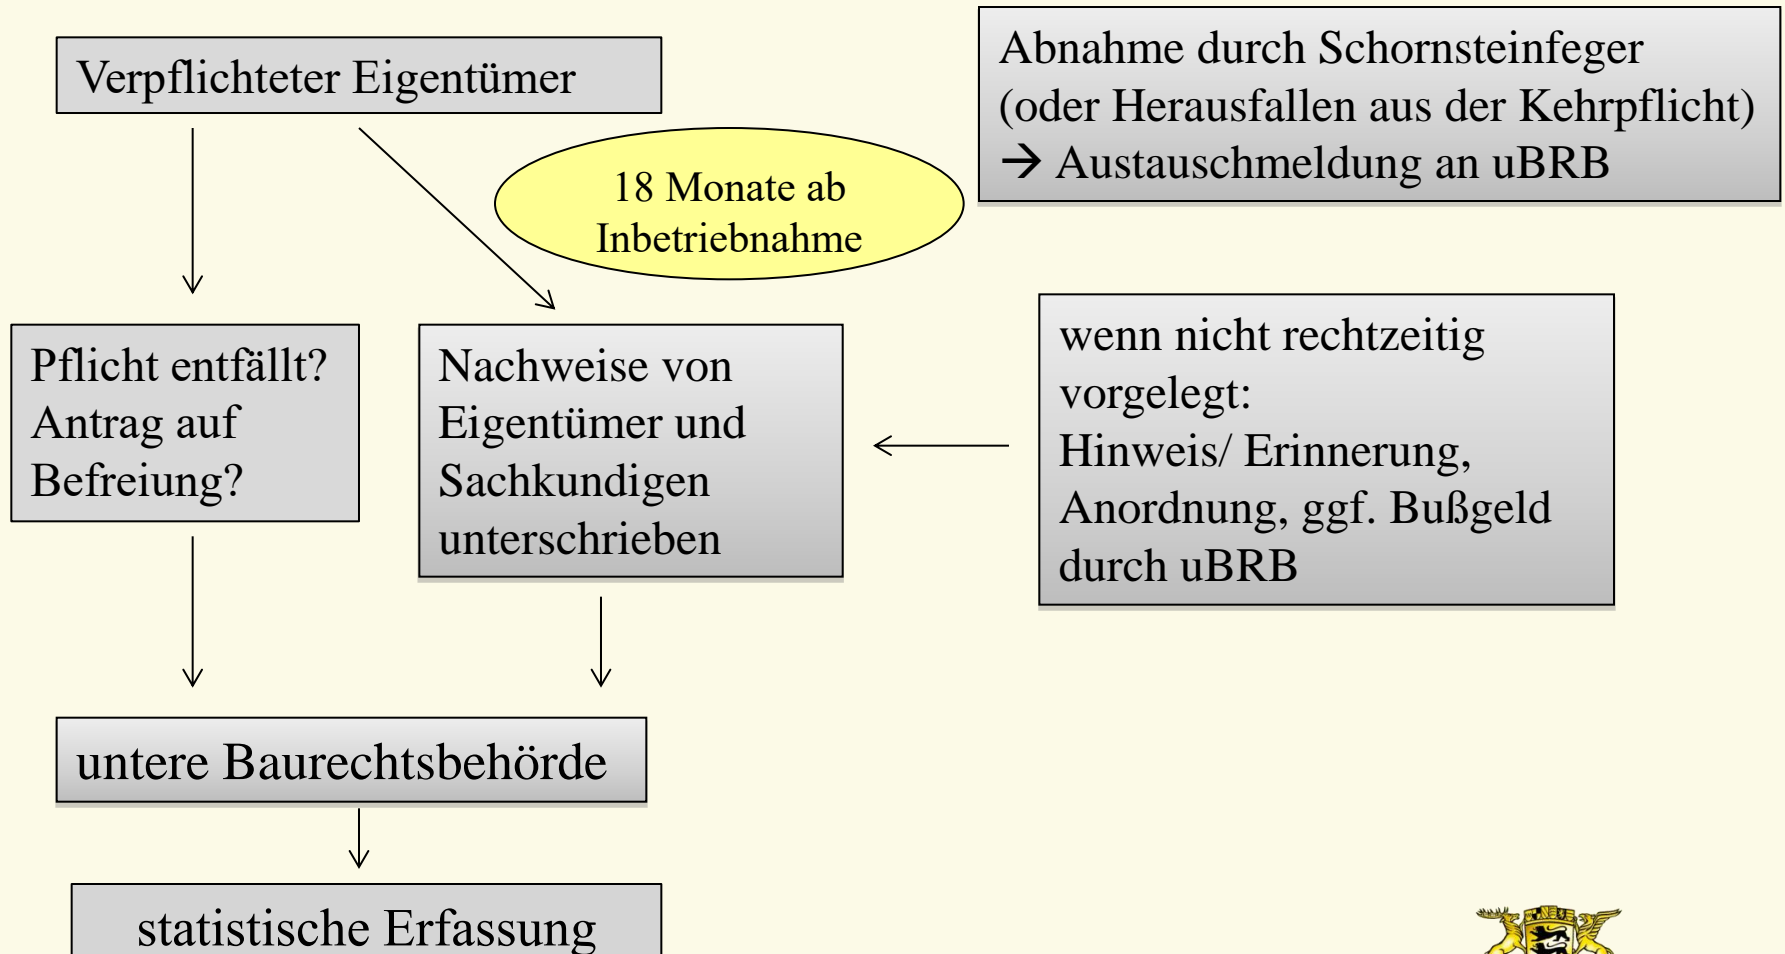 Verpflichteter Eigentümer
Abnahme durch Schornsteinfeger
(oder Herausfallen aus der Kehrpflicht)
→ Austauschmeldung an uBRB
18 Monate ab
Inbetriebnahme
Pflicht entfällt?
Antrag auf
Befreiung?
Nachweise von
Eigentümer und
Sachkundigen
unterschrieben
wenn nicht rechtzeitig
vorgelegt:
Hinweis/ Erinnerung,
Anordnung, ggf. Bußgeld
durch uBRB
untere Baurechtsbehörde
statistische Erfassung